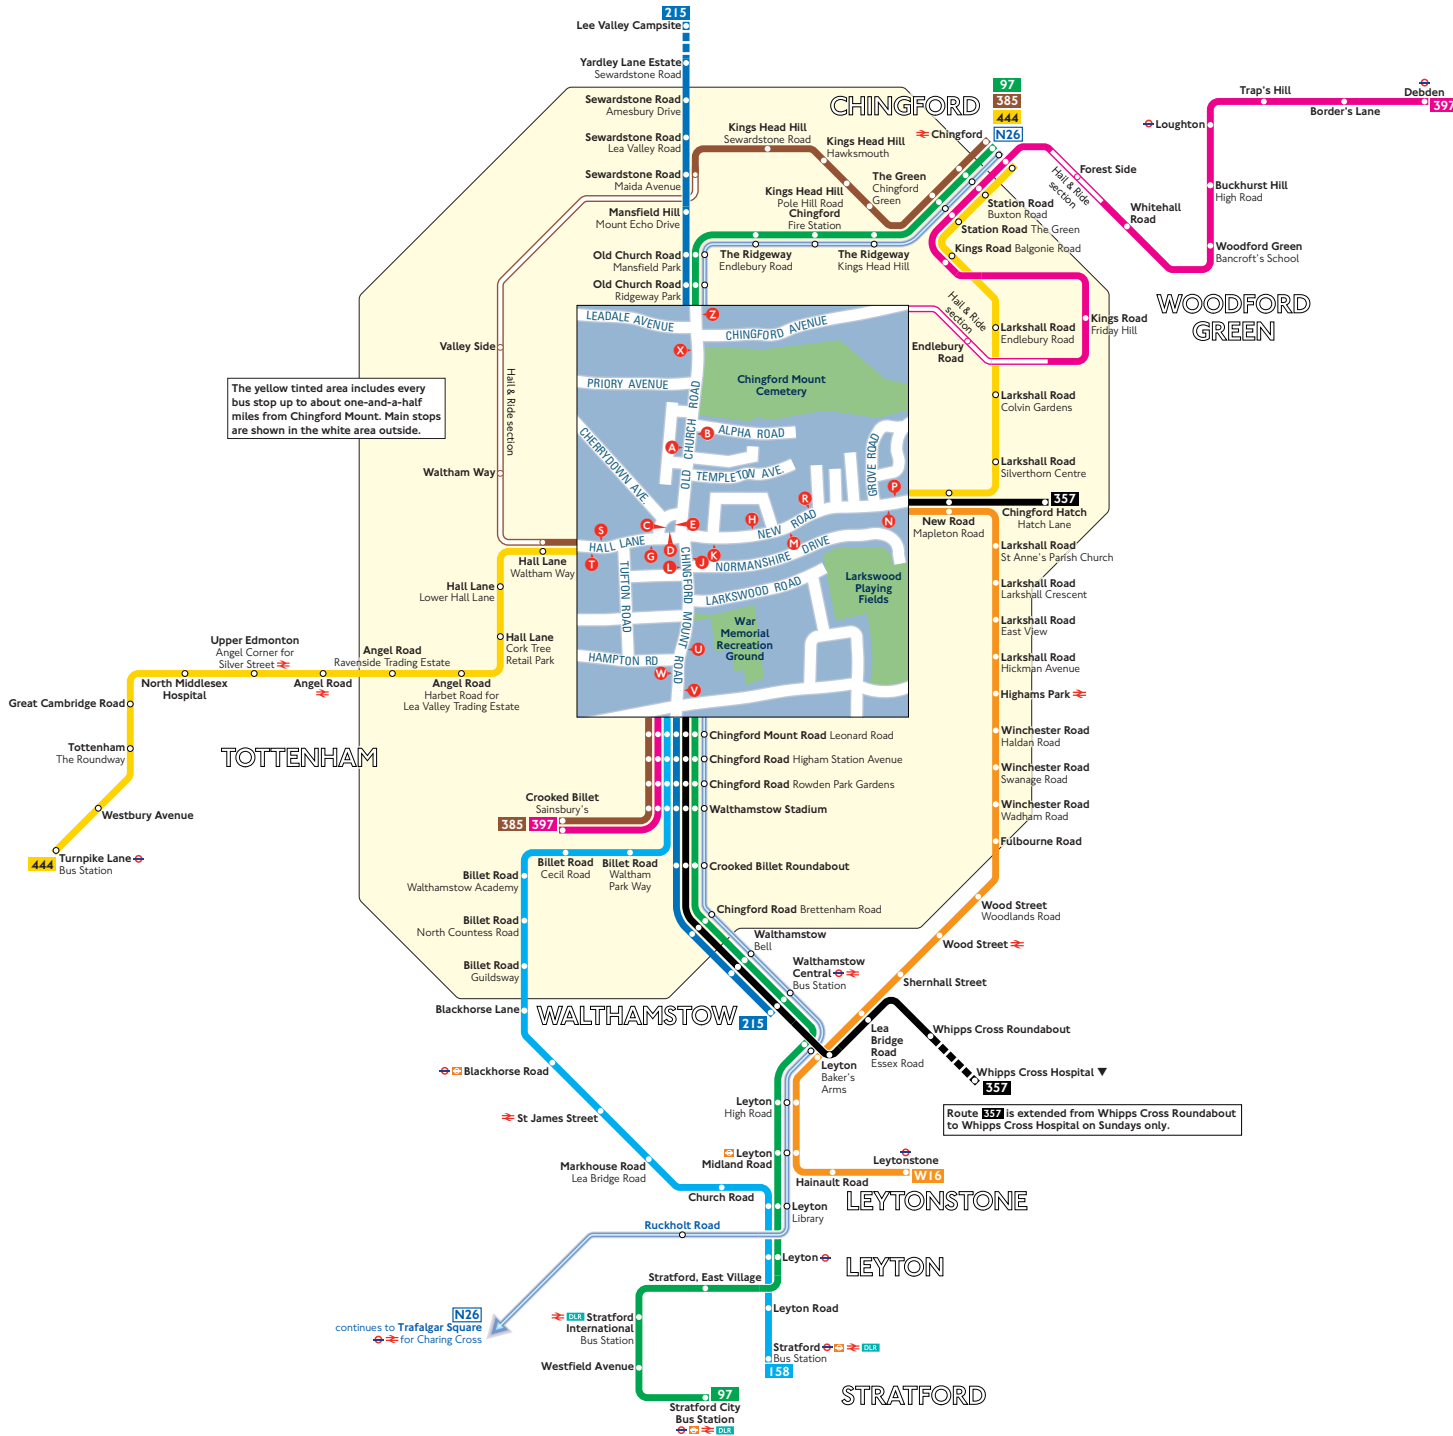 215
Lee Valley Campsite
Yardley Lane Estate
Sewardstone Road
Sewardstone Road
Amesbury Drive
Sewardstone Road
Lea Valley Road
Sewardstone Road
Maida Avenue
Mansfield Hill
Mount Echo Drive
Old Church Road
Mansfield Park
Old Church Road
Ridgeway Park
CHINGFORD
97
385
444
N26
Chingford
Kings Head Hill
Sewardstone Road
Kings Head Hill
Hawksmouth
The Green
Chingford
Green
Kings Head Hill
Pole Hill Road
Chingford
Fire Station
The Ridgeway
Endlebury Road
The Ridgeway
Kings Head Hill
Station Road
Buxton Road
Station Road The Green
Kings Road Balgonie Road
Hail & Ride
section
Forest Side
Whitehall
Road
Trap's Hill
Border's Lane
Debden
397
Loughton
Buckhurst Hill
High Road
Woodford Green
Bancroft's School
WOODFORD
GREEN
Kings Road
Friday Hill
Hail & Ride
section
Endlebury
Road
Larkshall Road
Endlebury Road
Larkshall Road
Colvin Gardens
Larkshall Road
Silverthorn Centre
357
Chingford Hatch
Hatch Lane
New Road
Mapleton Road
The yellow tinted area includes every
bus stop up to about one-and-a-half
miles from Chingford Mount. Main stops
are shown in the white area outside.
Valley Side
Hail & Ride section
Waltham Way
Hall Lane
Waltham Way
Hall Lane
Lower Hall Lane
Hall Lane
Cork Tree
Retail Park
Angel Road
Harbet Road for
Lea Valley Trading Estate
Angel Road
Ravenside Trading Estate
Angel Road
Upper Edmonton
Angel Corner for
Silver Street
North Middlesex
Hospital
Great Cambridge Road
Tottenham
The Roundway
TOTTENHAM
Westbury Avenue
444
Turnpike Lane
Bus Station
LEADALE AVENUE
CHINGFORD AVENUE
PRIORY AVENUE
OLD CHURCH ROAD
Chingford Mount
Cemetery
CHERRYDOWN AVE.
ALPHA ROAD
TEMPLETON AVE.
GROVE ROAD
HALL LANE
NEW ROAD
NORMANSHIRE DRIVE
CHINGFORD MOUNT ROAD
TUFTON ROAD
LARKSWOOD ROAD
HAMPTON RD
Larkswood
Playing
Fields
War
Memorial
Recreation
Ground
Z
X
A
B
C
E
D
S
T
G
L
J
K
H
R
M
P
N
U
W
V
Larkshall Road
St Anne's Parish Church
Larkshall Road
Larkshall Crescent
Larkshall Road
East View
Larkshall Road
Hickman Avenue
Highams Park
Winchester Road
Haldan Road
Winchester Road
Swanage Road
Winchester Road
Wadham Road
Fulbourne Road
Wood Street
Woodlands Road
Wood Street
Shernhall Street
Chingford Mount Road Leonard Road
Chingford Road Higham Station Avenue
Chingford Road Rowden Park Gardens
Walthamstow Stadium
Crooked Billet Roundabout
Chingford Road Brettenham Road
Walthamstow
Bell
Walthamstow
Central
Bus Station
Crooked Billet
Sainsbury's
385
397
Billet Road
Cecil Road
Billet Road
Waltham
Park Way
Billet Road
Walthamstow Academy
Billet Road
North Countess Road
Billet Road
Guildsway
Blackhorse Lane
WALTHAMSTOW
215
Blackhorse Road
St James Street
Markhouse Road
Lea Bridge Road
Church Road
Lea
Bridge
Road
Essex Road
Leyton
Baker's
Arms
Whipps Cross Roundabout
Whipps Cross Hospital ▼
357
Route 357 is extended from Whipps Cross Roundabout
to Whipps Cross Hospital on Sundays only.
Leyton
High Road
Leyton
Midland Road
Leytonstone
W16
Hainault Road
LEYTONSTONE
Leyton
Library
Ruckholt Road
Leyton
LEYTON
Stratford, East Village
N26
continues to Trafalgar Square
for Charing Cross
DLR Stratford
International
Bus Station
Leyton Road
Stratford DLR
Bus Station
158
Westfield Avenue
97
Stratford City
Bus Station
DLR
STRATFORD